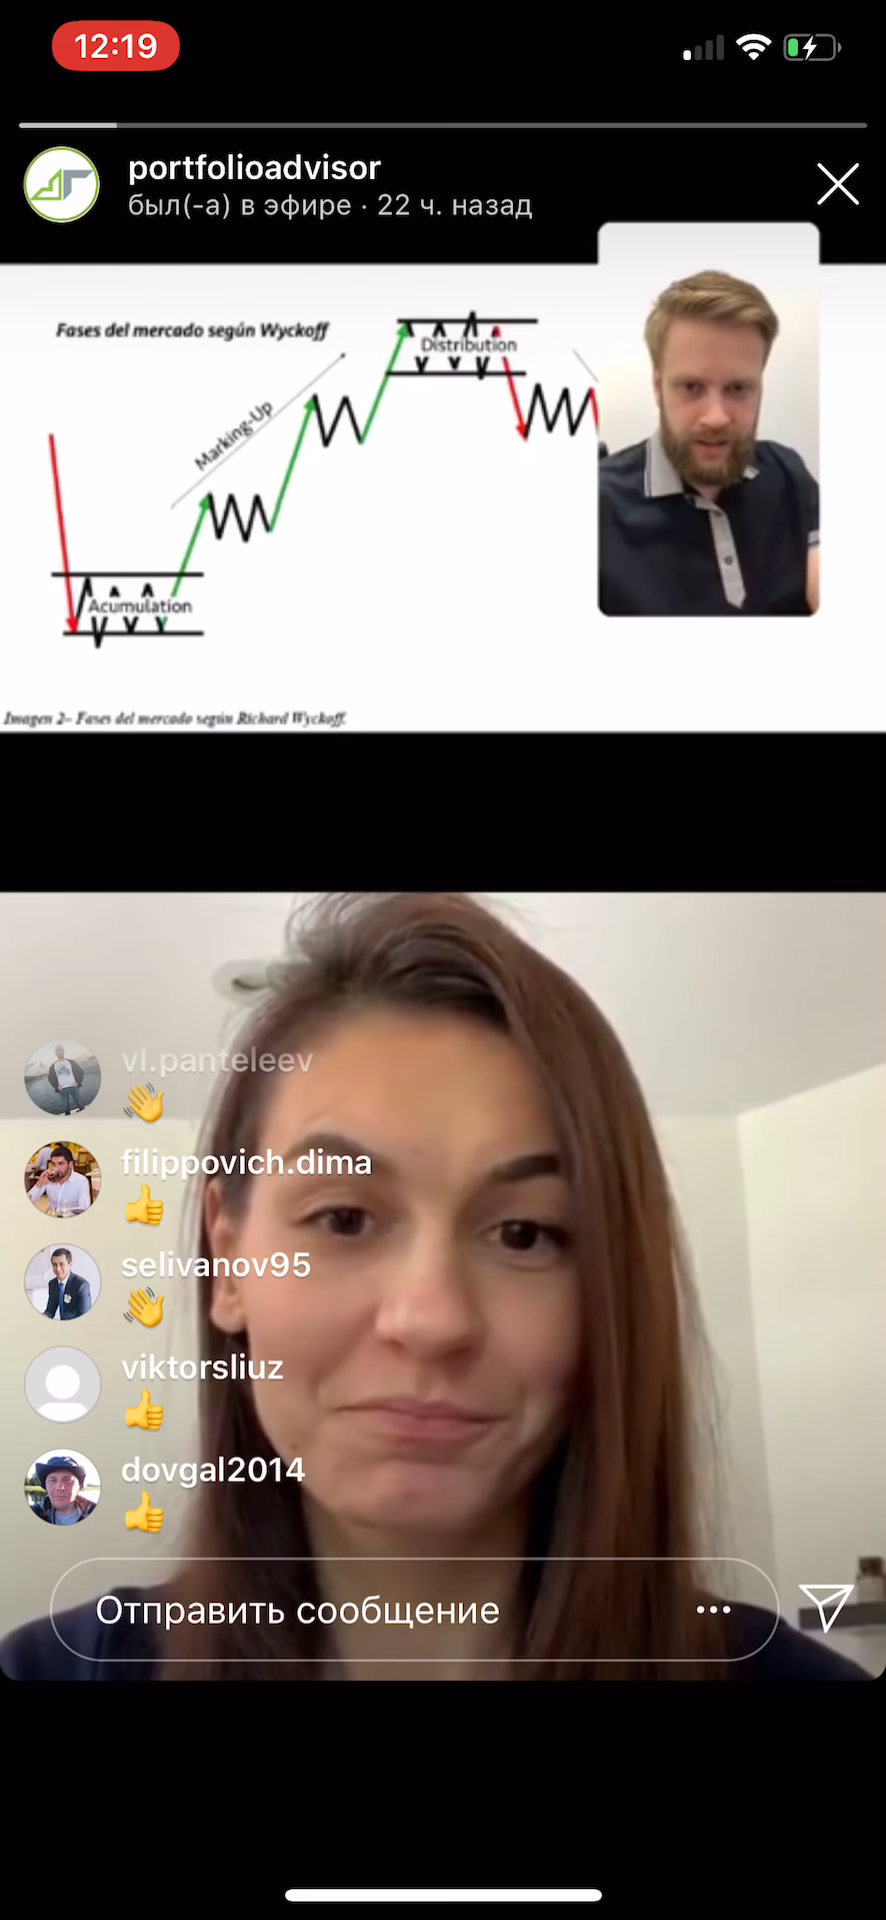 12:19
portfolioadvisor
был(-а) в эфире · 22 ч. назад
Fases del mercado según Wyckoff
Distribution
Marking-Up
Acumulation
Imagen 2– Fases del mercado según Richard Wyckoff.
vl.panteleev
filippovich.dima
selivanov95
viktorsliuz
dovgal2014
Отправить сообщение